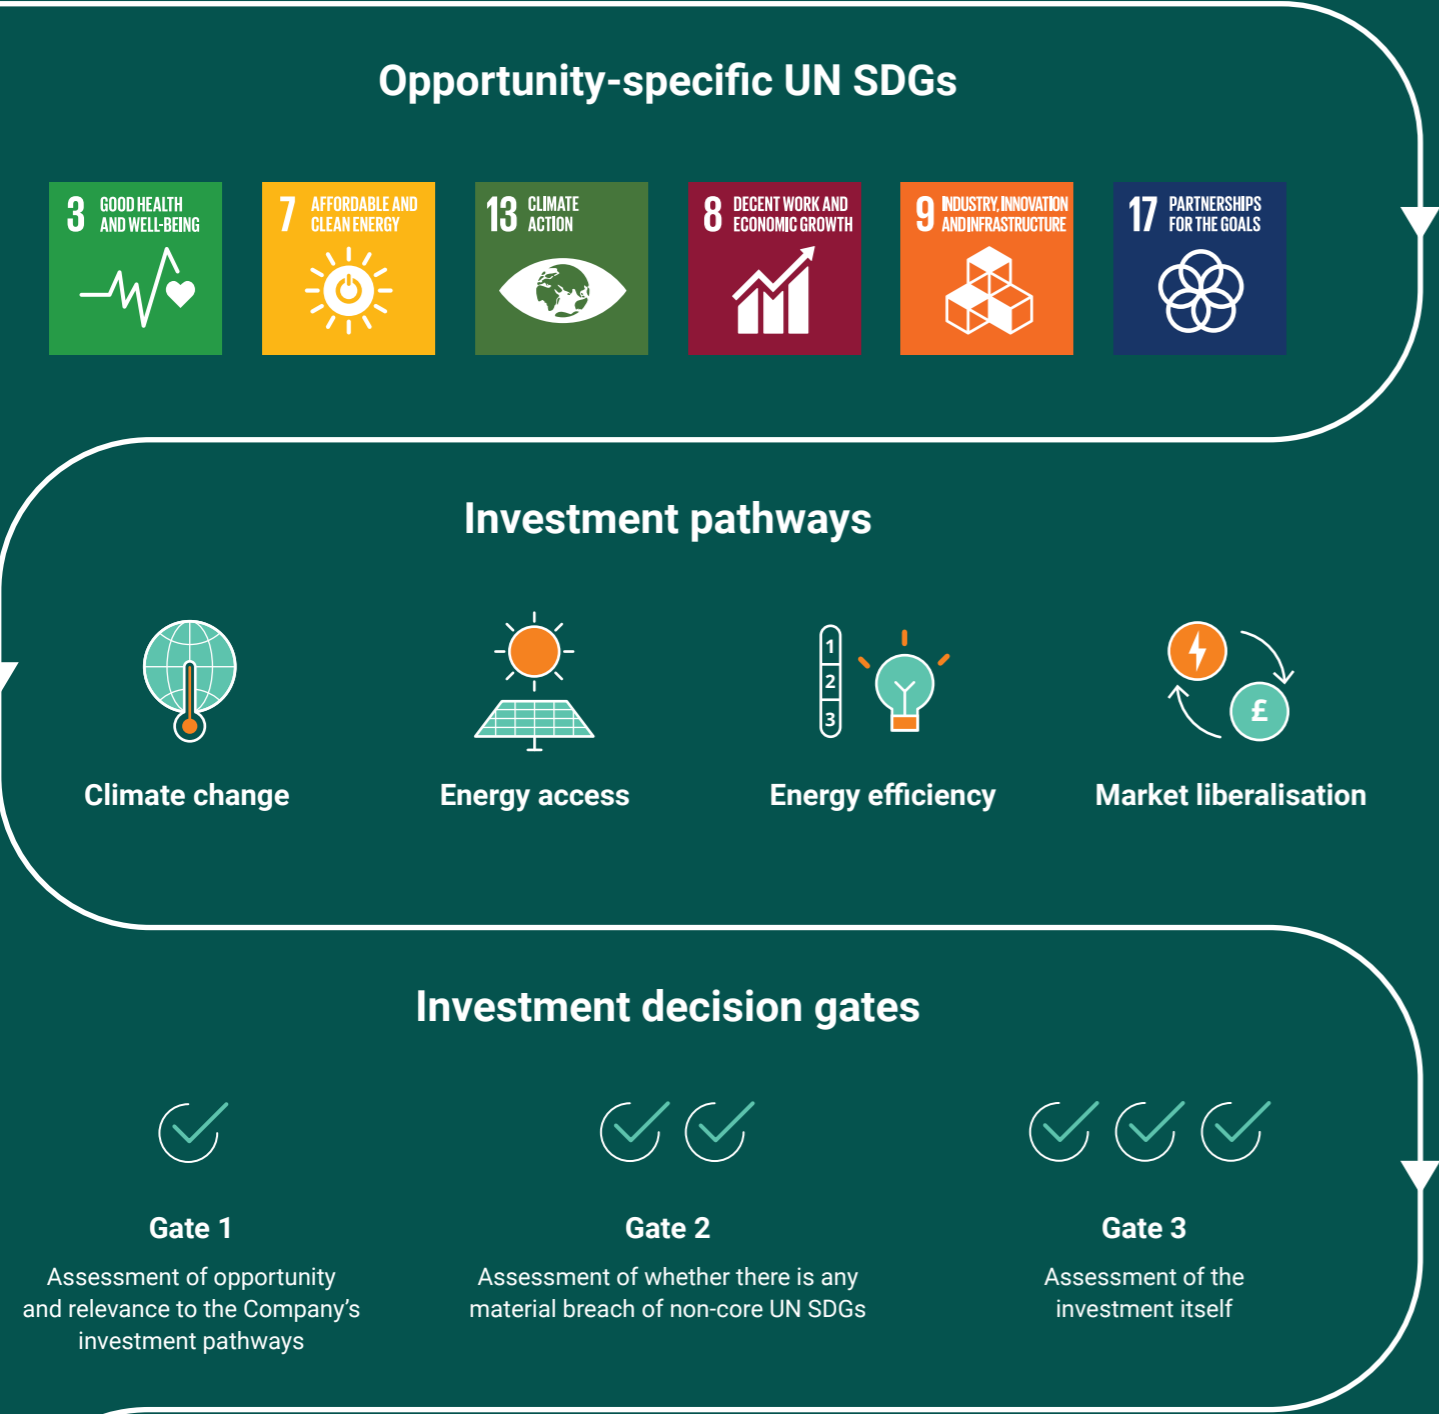 Opportunity-specific UN SDGs
3 GOOD HEALTH
AND WELL-BEING
7 AFFORDABLE AND
CLEAN ENERGY
13 CLIMATE
ACTION
8 DECENT WORK AND
ECONOMIC GROWTH
9 INDUSTRY, INNOVATION
AND INFRASTRUCTURE
17 PARTNERSHIPS
FOR THE GOALS
Investment pathways
1
2
3
£
Climate change
Energy access
Energy efficiency
Market liberalisation
Investment decision gates
Gate 1
Assessment of opportunity
and relevance to the Company’s
investment pathways
Gate 2
Assessment of whether there is any
material breach of non-core UN SDGs
Gate 3
Assessment of the
investment itself